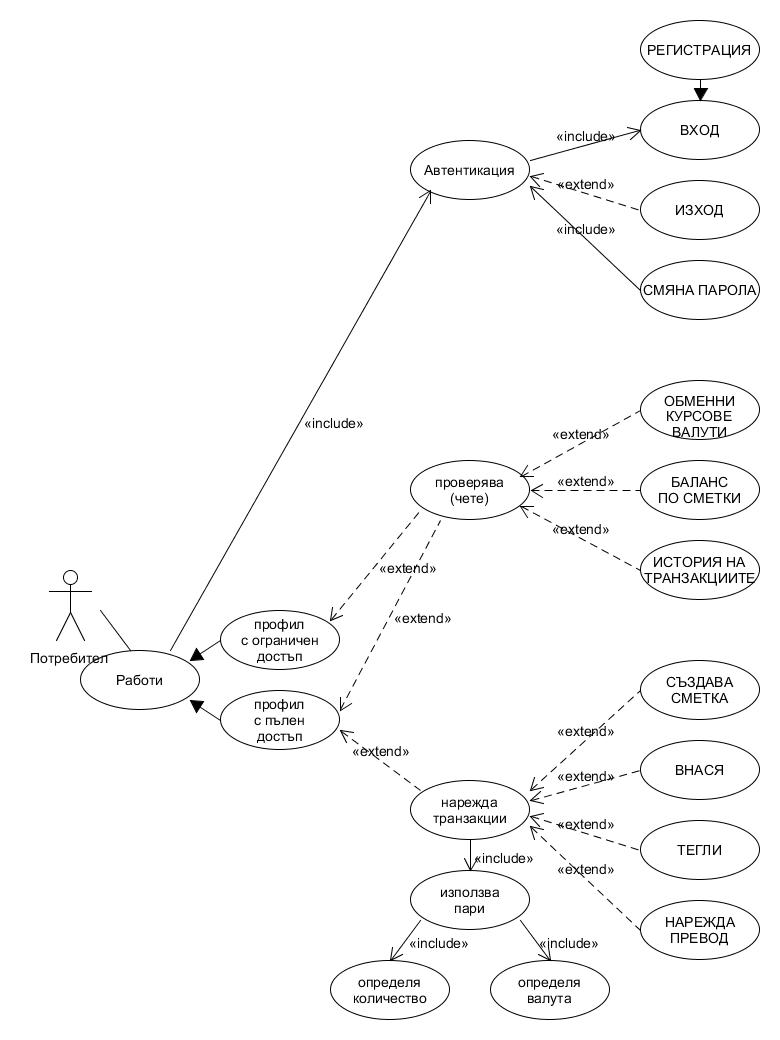 РЕГИСТРАЦИЯ
«include»
ВХОД
Автентикация
«extend»
ИЗХОД
«include»
СМЯНА ПАРОЛА
«include»
«extend»
ОБМЕННИ
КУРСОВЕ
ВАЛУТИ
проверява
(чете)
«extend»
БАЛАНС
ПО СМЕТКИ
«extend»
ИСТОРИЯ НА
ТРАНЗАКЦИИТЕ
«extend»
«extend»
Потребител
Работи
профил
с ограничен
достъп
профил
с пълен
достъп
«extend»
«extend»
СЪЗДАВА
СМЕТКА
«extend»
ВНАСЯ
нарежда
транзакции
«extend»
ТЕГЛИ
«include»
«extend»
НАРЕЖДА
ПРЕВОД
използва
пари
«include»
«include»
определя
количество
определя
валута